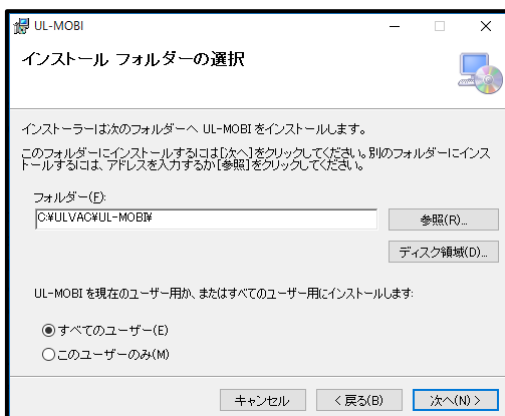 UL-MOBI
インストール フォルダーの選択
インストーラーは次のフォルダーへ UL-MOBI をインストールします。
このフォルダーにインストールするには[次へ]をクリックしてください。別のフォルダーにインス
トールするには、アドレスを入力するか[参照]をクリックしてください。
フォルダー(F):
C:¥ULVAC¥UL-MOBI¥
参照(R)...
ディスク領域(D)...
UL-MOBI を現在のユーザー用か、またはすべてのユーザー用にインストールします:
すべてのユーザー(E)
このユーザーのみ(M)
キャンセル
< 戻る(B)
次へ(N) >